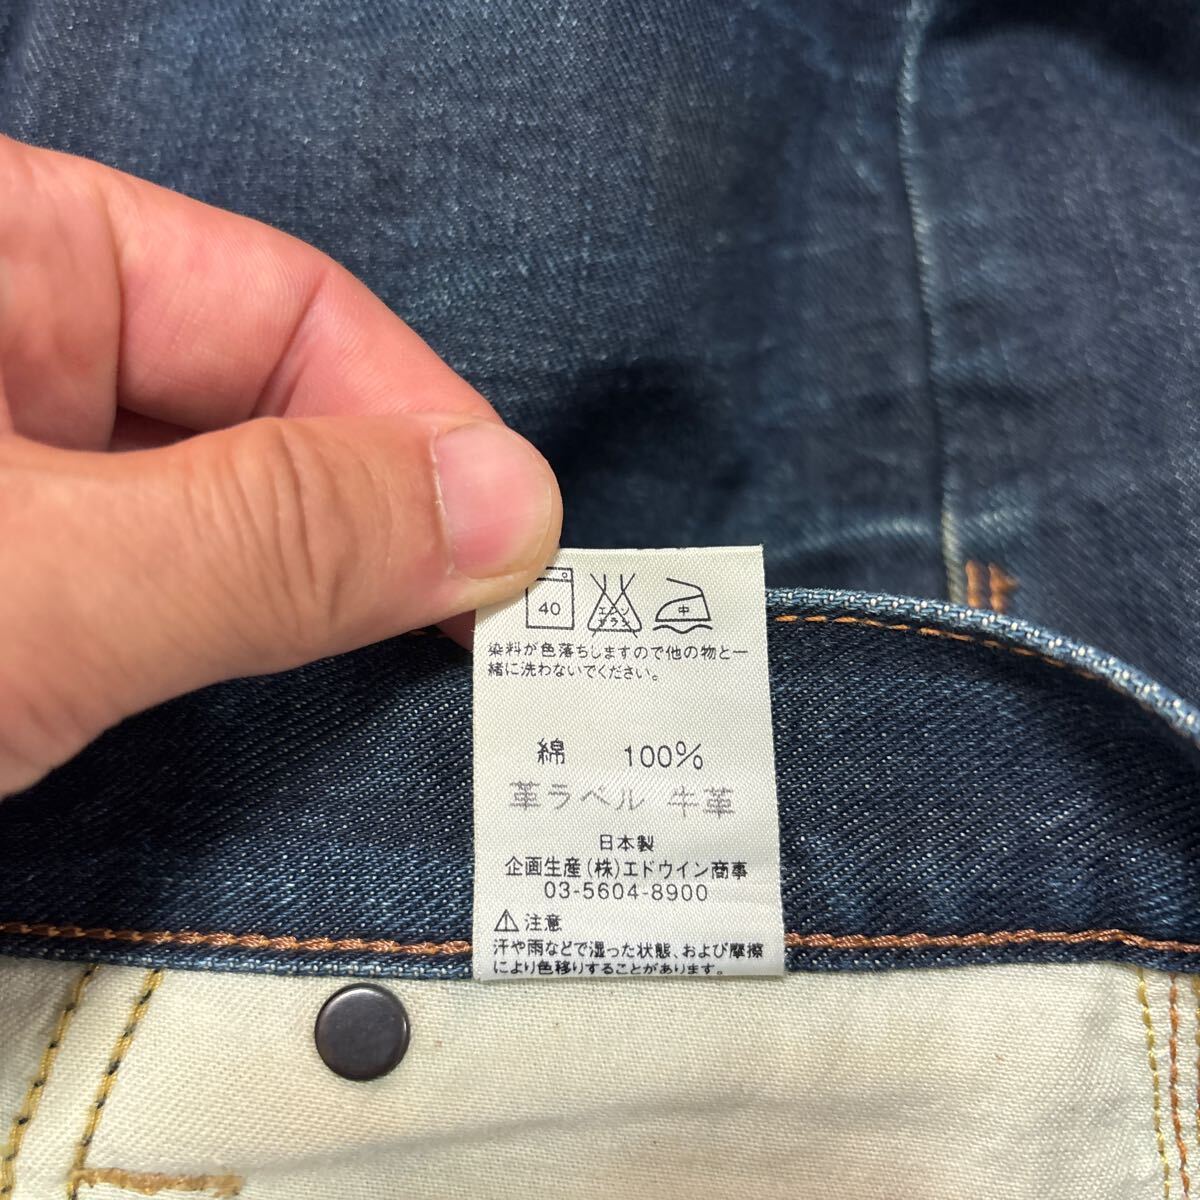 40 エンソ サラン 中
染料が色落ちしますので他の物と一
緒に洗わないでください。
綿 100%
革ラベル 牛革
日本製
企画生産(株)エドウイン商事
03-5604-8900
⚠注意
汗や雨などで湿った状態、および摩擦
により色移りすることがあります。